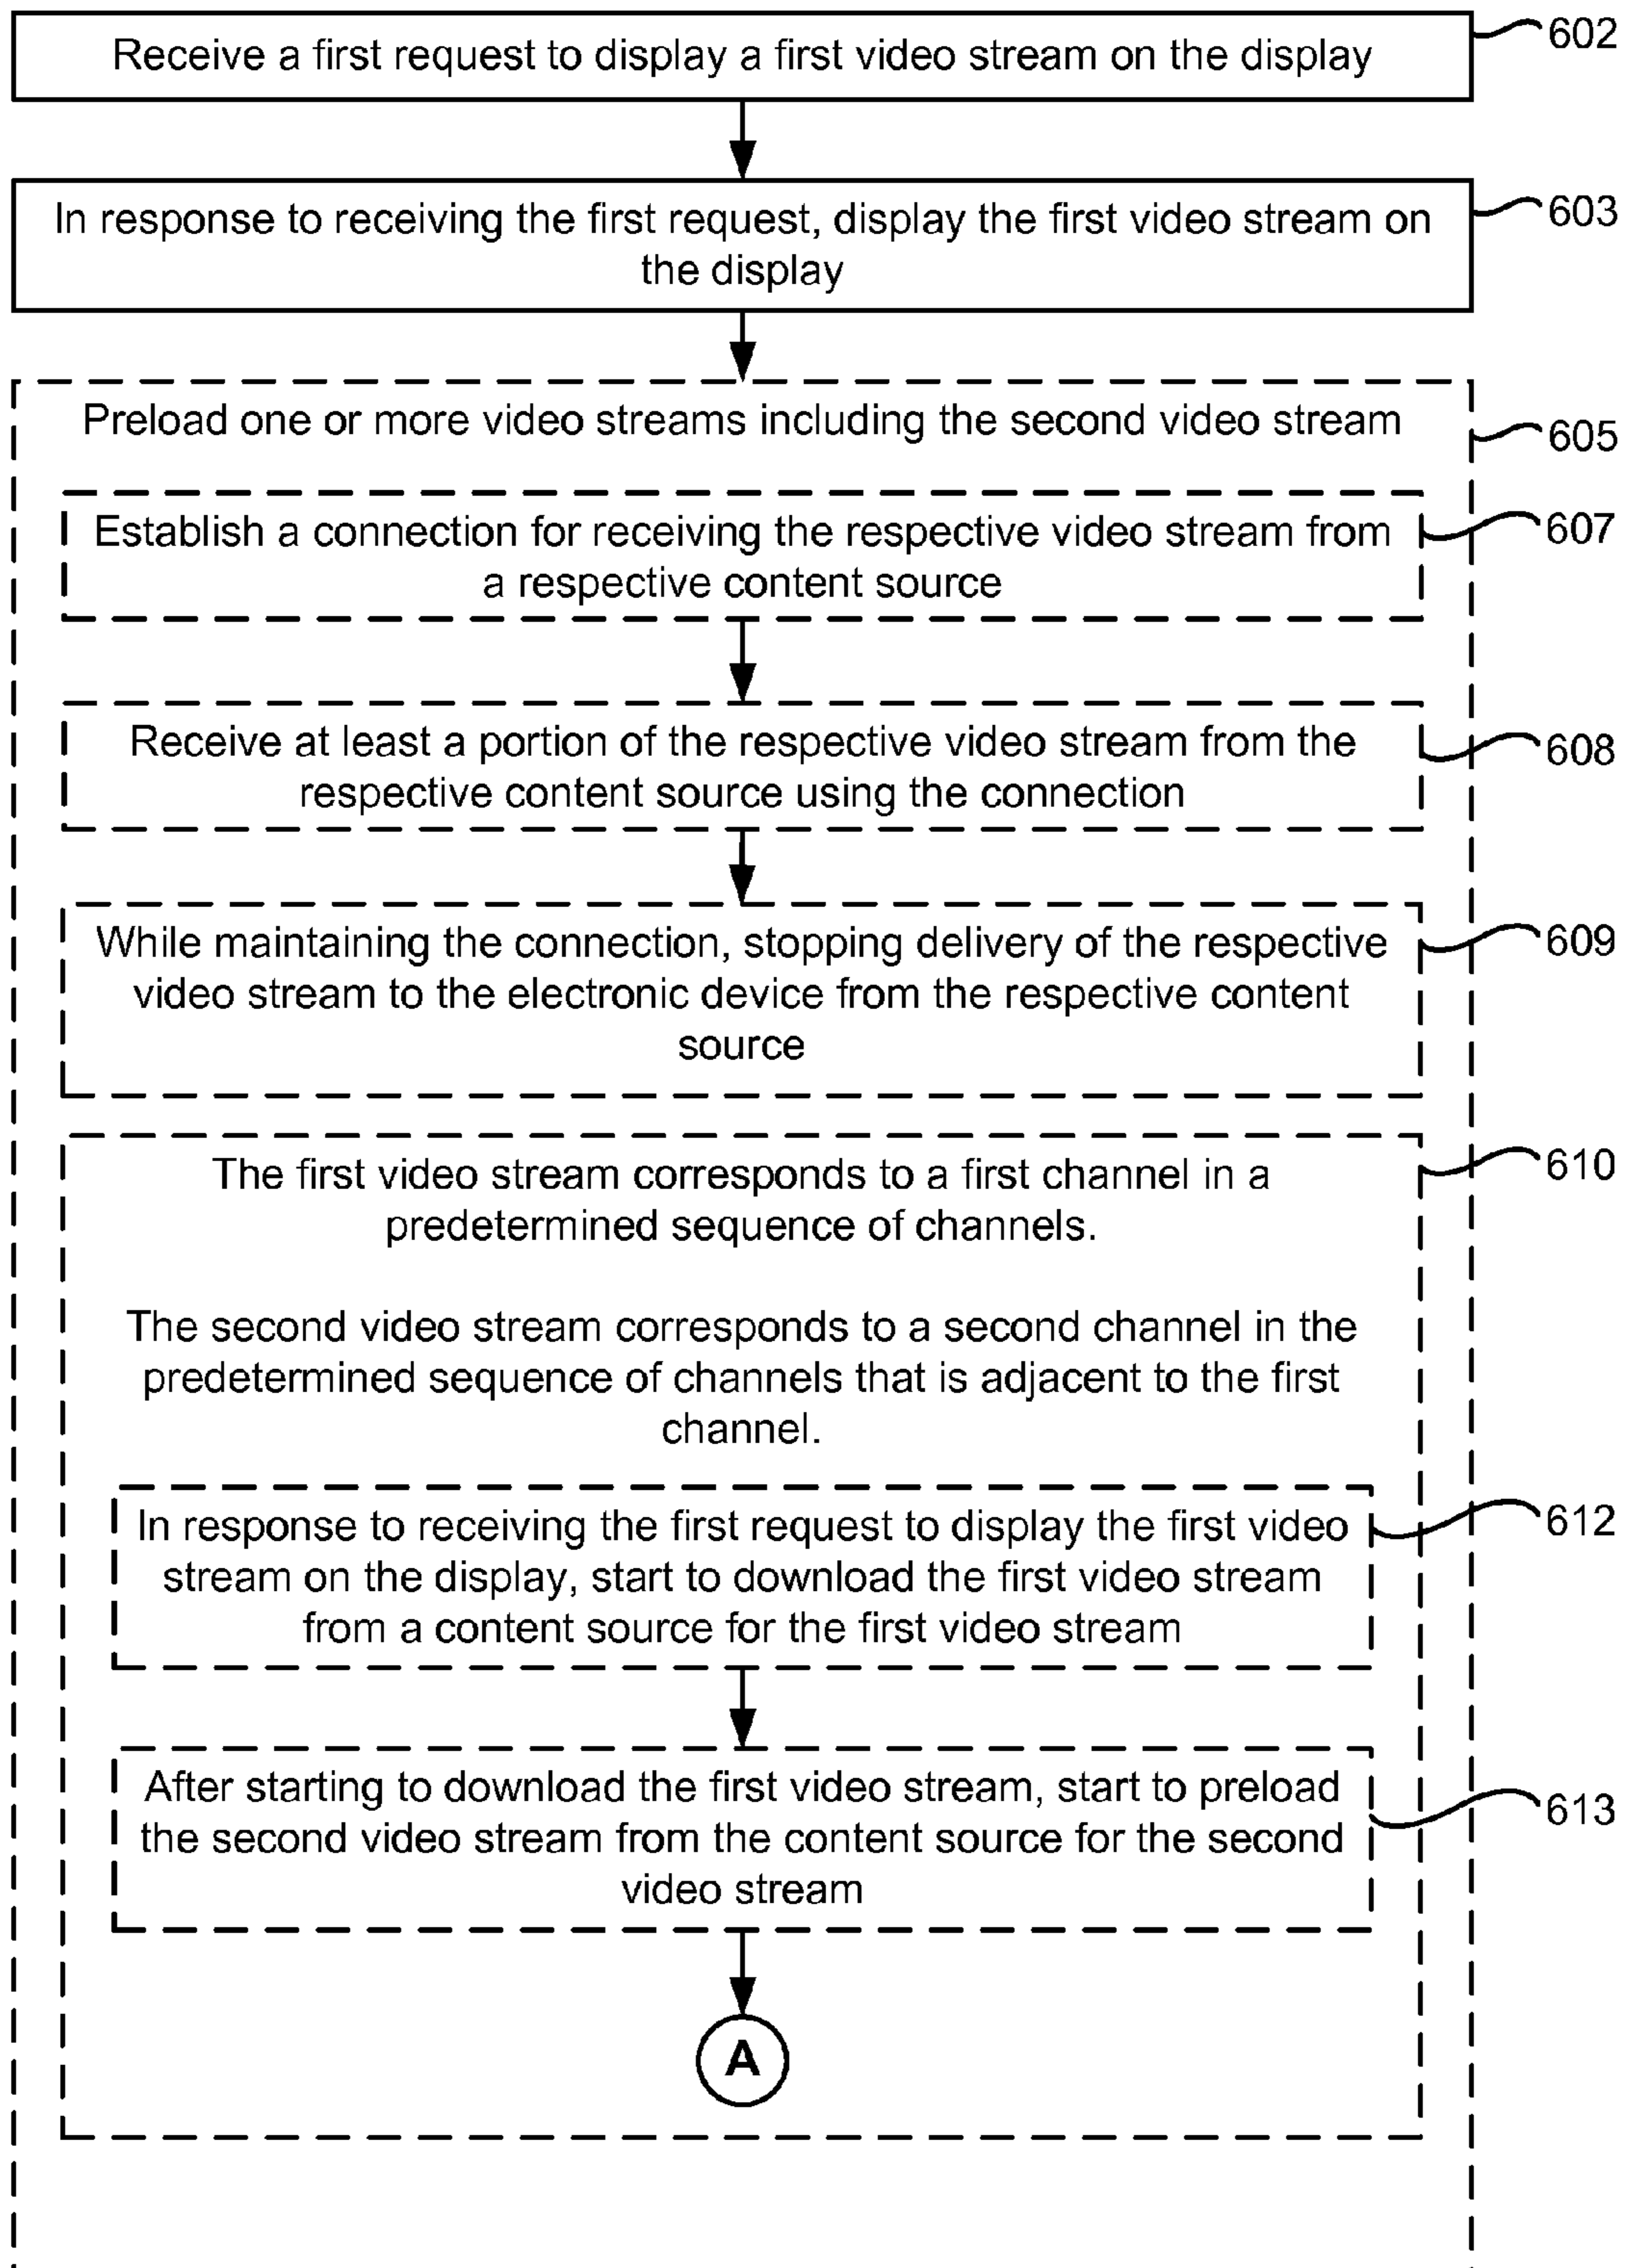 Receive a first request to display a first video stream on the display
602
In response to receiving the first request, display the first video stream on
the display
603
Preload one or more video streams including the second video stream
605
Establish a connection for receiving the respective video stream from
a respective content source
607
Receive at least a portion of the respective video stream from the
respective content source using the connection
608
While maintaining the connection, stopping delivery of the respective
video stream to the electronic device from the respective content
source
609
The first video stream corresponds to a first channel in a
predetermined sequence of channels.
610
The second video stream corresponds to a second channel in the
predetermined sequence of channels that is adjacent to the first
channel.
In response to receiving the first request to display the first video
stream on the display, start to download the first video stream
from a content source for the first video stream
612
After starting to download the first video stream, start to preload
the second video stream from the content source for the second
video stream
613
A